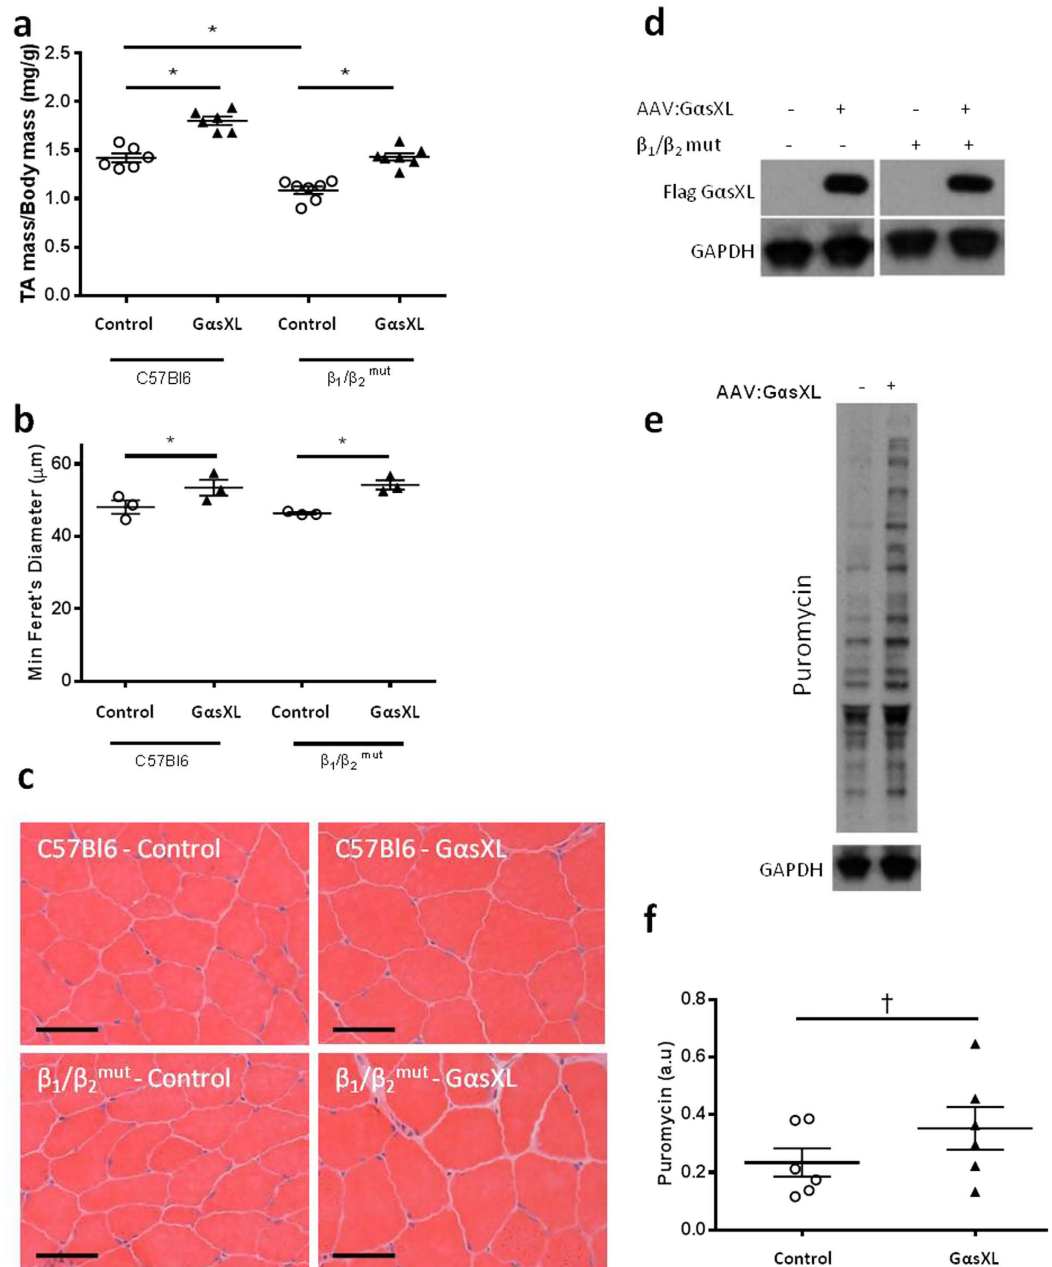 a
*
*
*
TA mass/Body mass (mg/g)
2.5
2.0
1.5
1.0
0.5
0.0
Control
GαsXL
Control
GαsXL
C57Bl6
β1/β2 mut
b
*
*
Min Feret's Diameter (μm)
60
40
20
0
Control
GαsXL
Control
GαsXL
C57Bl6
β1/β2 mut
c
C57Bl6 - Control
C57Bl6 - GαsXL
β1/β2mut - Control
β1/β2mut - GαsXL
d
AAV:GαsXL - + - +
β1/β2 mut - - + +
Flag GαsXL
GAPDH
e
AAV:GαsXL - +
Puromycin
GAPDH
f
†
Puromycin (a.u)
0.8
0.6
0.4
0.2
0.0
Control
GαsXL